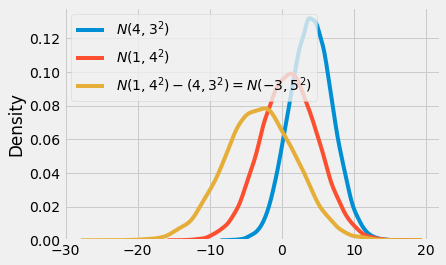 N(4, 3²)
N(1, 4²)
N(1, 4²) − (4, 3²) = N(−3, 5²)
Density
0.12
0.10
0.08
0.06
0.04
0.02
0.00
−30 −20 −10 0 10 20